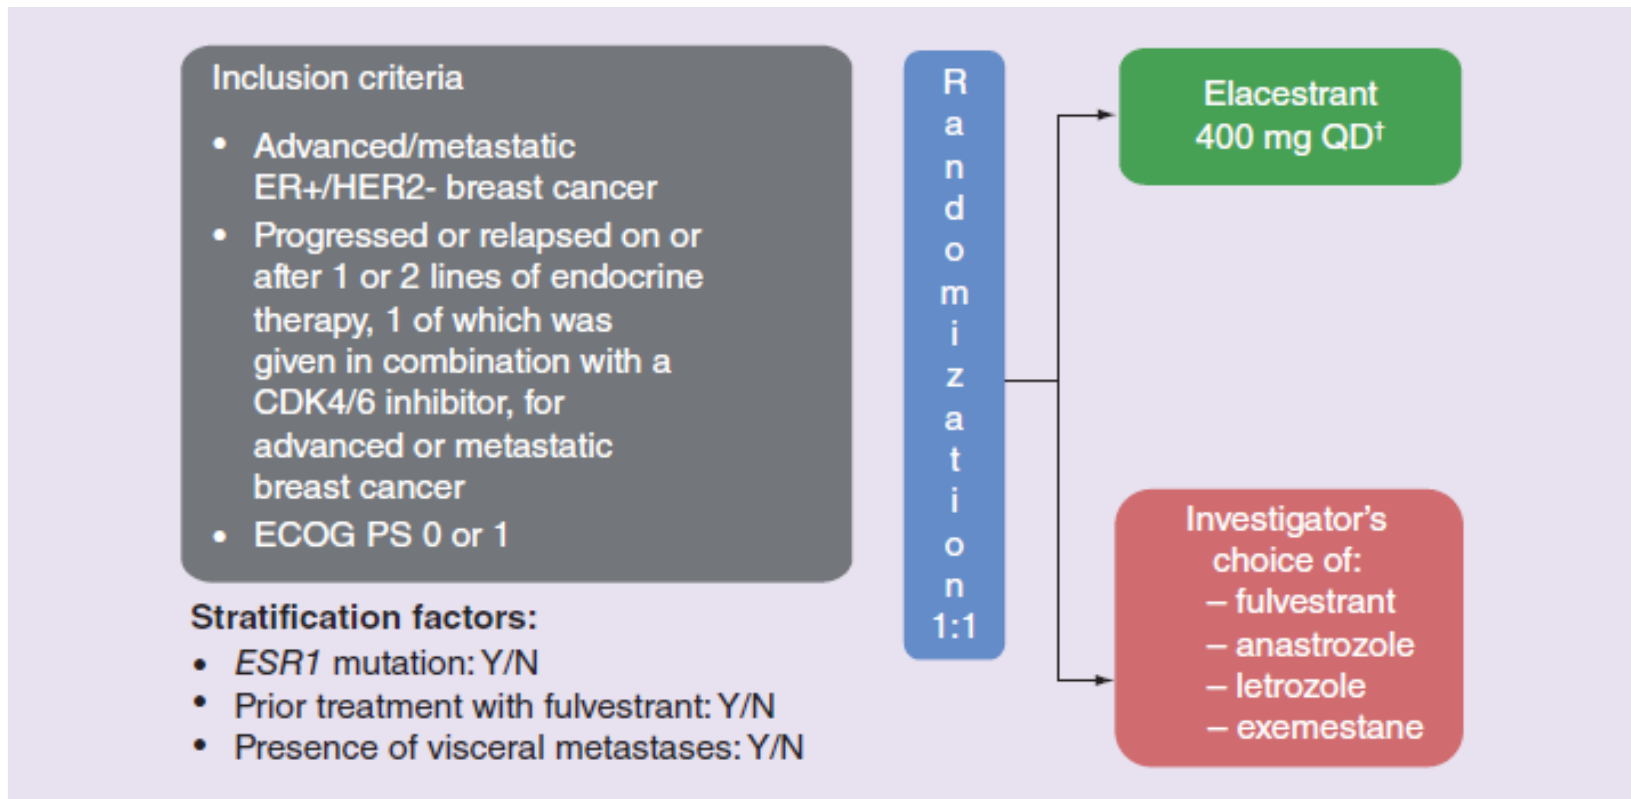 Inclusion criteria
• Advanced/metastatic
ER+/HER2- breast cancer
• Progressed or relapsed on or
after 1 or 2 lines of endocrine
therapy, 1 of which was
given in combination with a
CDK4/6 inhibitor, for
advanced or metastatic
breast cancer
• ECOG PS 0 or 1
Stratification factors:
• ESR1 mutation: Y/N
• Prior treatment with fulvestrant: Y/N
• Presence of visceral metastases: Y/N
R
a
n
d
o
m
i
z
a
t
i
o
n
1:1
Elacestrant
400 mg QD†
Investigator’s
choice of:
– fulvestrant
– anastrozole
– letrozole
– exemestane